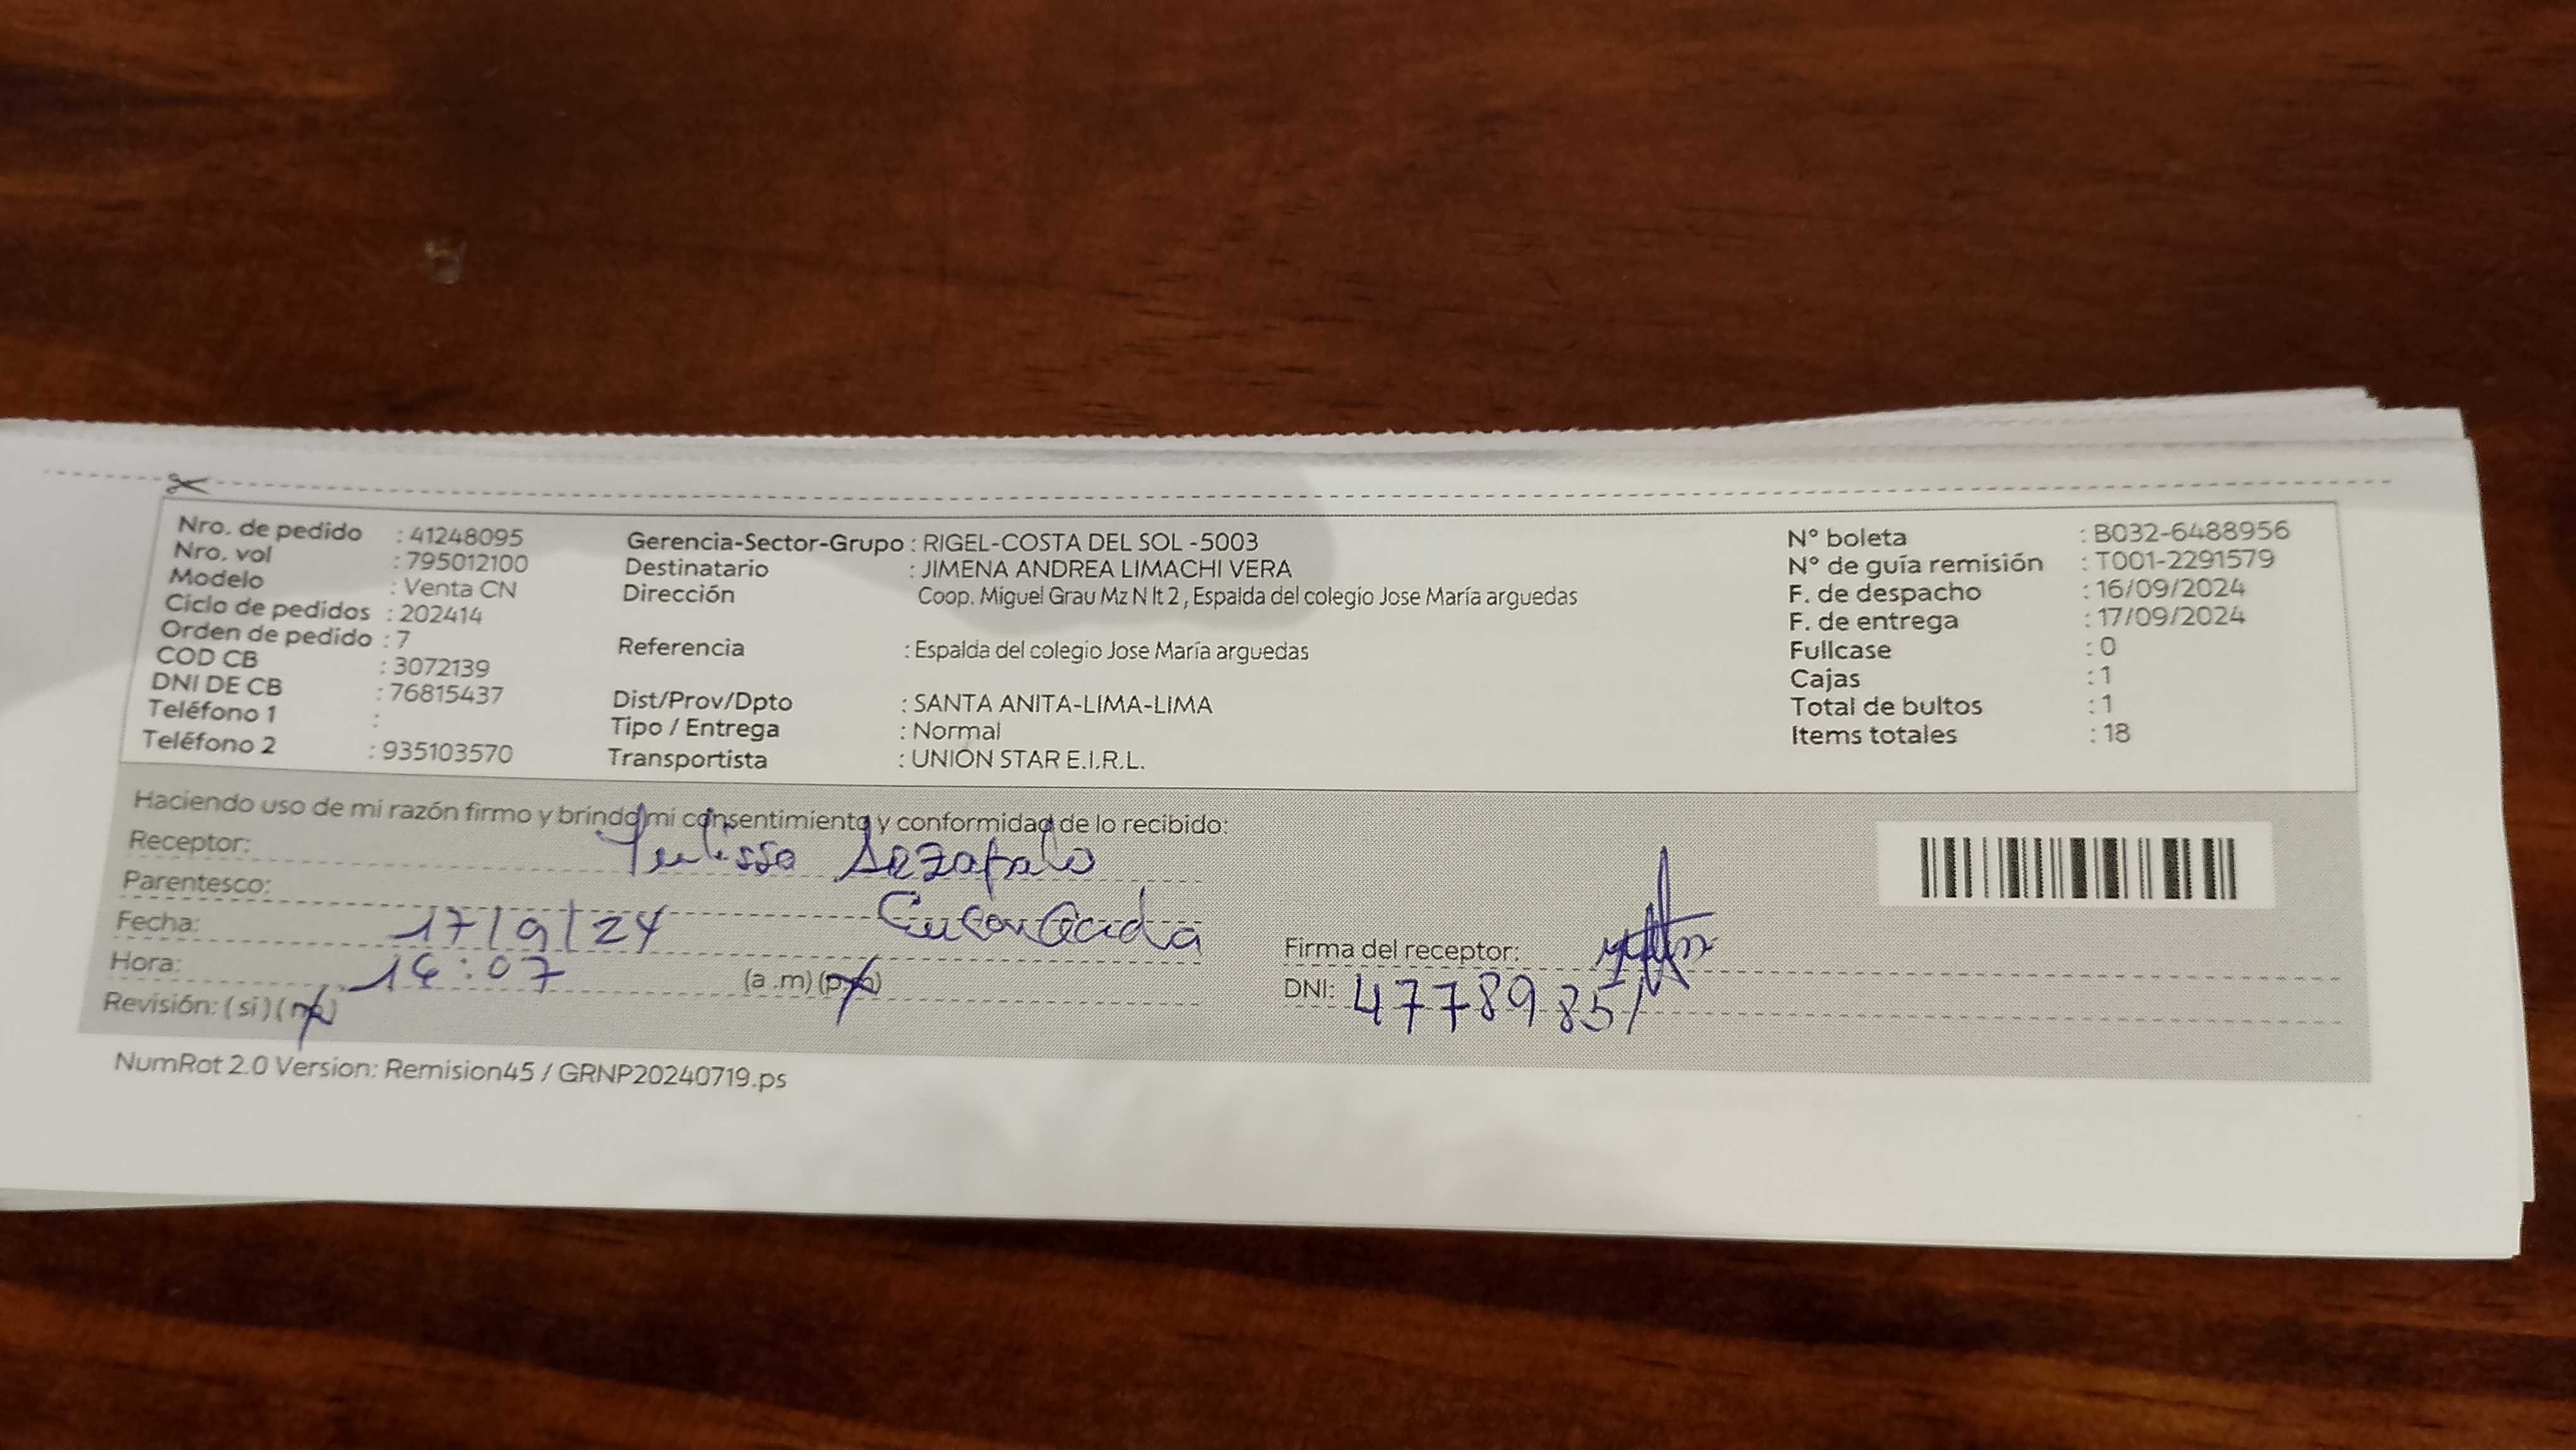 Nro. de pedido : 41248095
Nro. vol : 795012100
Modelo : Venta CN
Ciclo de pedidos : 202414
Orden de pedido : 7
COD CB : 3072139
DNI DE CB : 76815437
Teléfono 1 :
Teléfono 2 : 935103570
Gerencia-Sector-Grupo : RIGEL-COSTA DEL SOL -5003
Destinatario : JIMENA ANDREA LIMACHI VERA
Dirección Coop. Miguel Grau Mz N lt 2 , Espalda del colegio Jose María arguedas
Referencia : Espalda del colegio Jose María arguedas
Dist/Prov/Dpto : SANTA ANITA-LIMA-LIMA
Tipo / Entrega : Normal
Transportista : UNION STAR E.I.R.L.
N° boleta : B032-6488956
N° de guía remisión : T001-2291579
F. de despacho : 16/09/2024
F. de entrega : 17/09/2024
Fullcase : 0
Cajas : 1
Total de bultos : 1
Items totales : 18
Haciendo uso de mi razón firmo y brindo mi consentimiento y conformidad de lo recibido:
Receptor:
Parentesco:
Fecha: 17/9/24
Hora: :07 (a .m) (p.m)
Revisión: ( si ) ( no )
Firma del receptor:
DNI: 47789851
NumRot 2.0 Version: Remision45 / GRNP20240719.ps